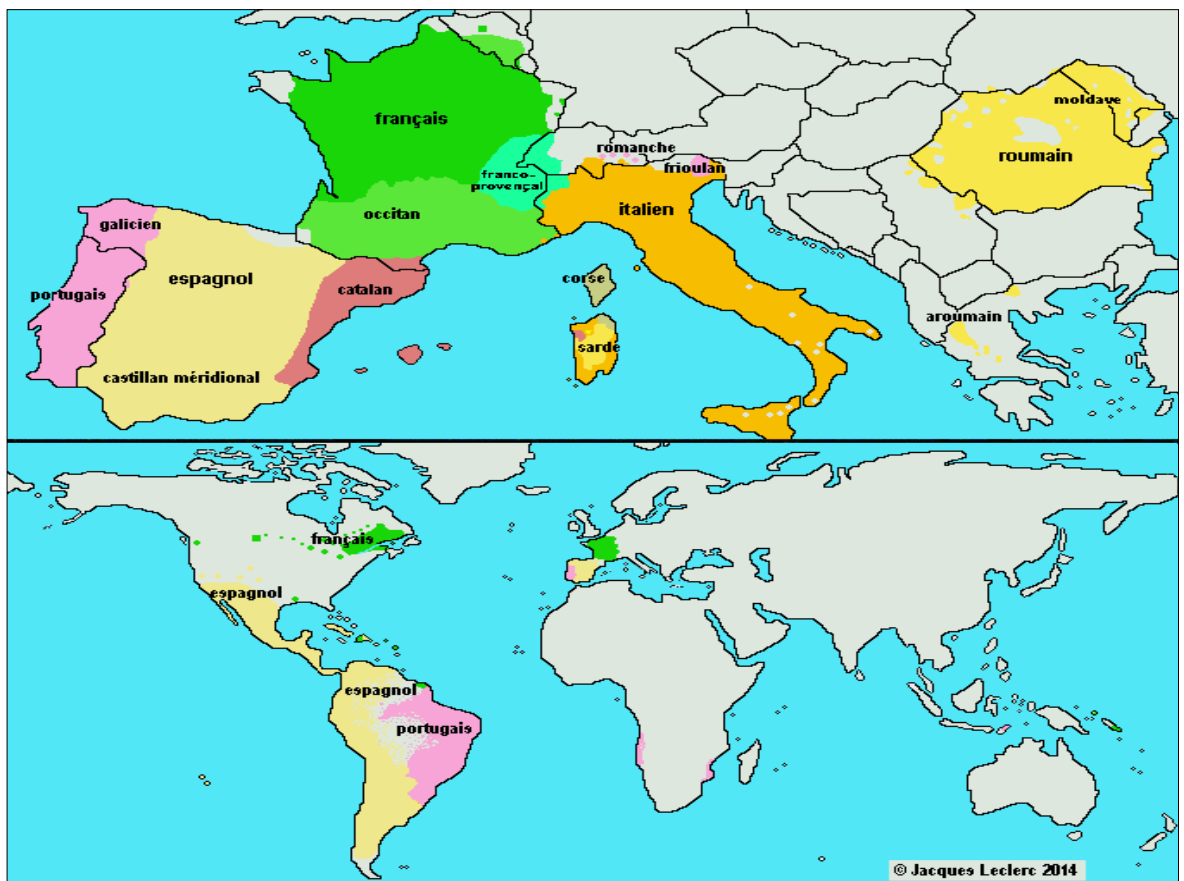 français
moldave
romanche
roumain
frioulan
franco-
provençal
occitan
italien
galicien
espagnol
corse
portugais
catalan
aroumain
sarde
castillan méridional
français
espagnol
espagnol
portugais
© Jacques Leclerc 2014